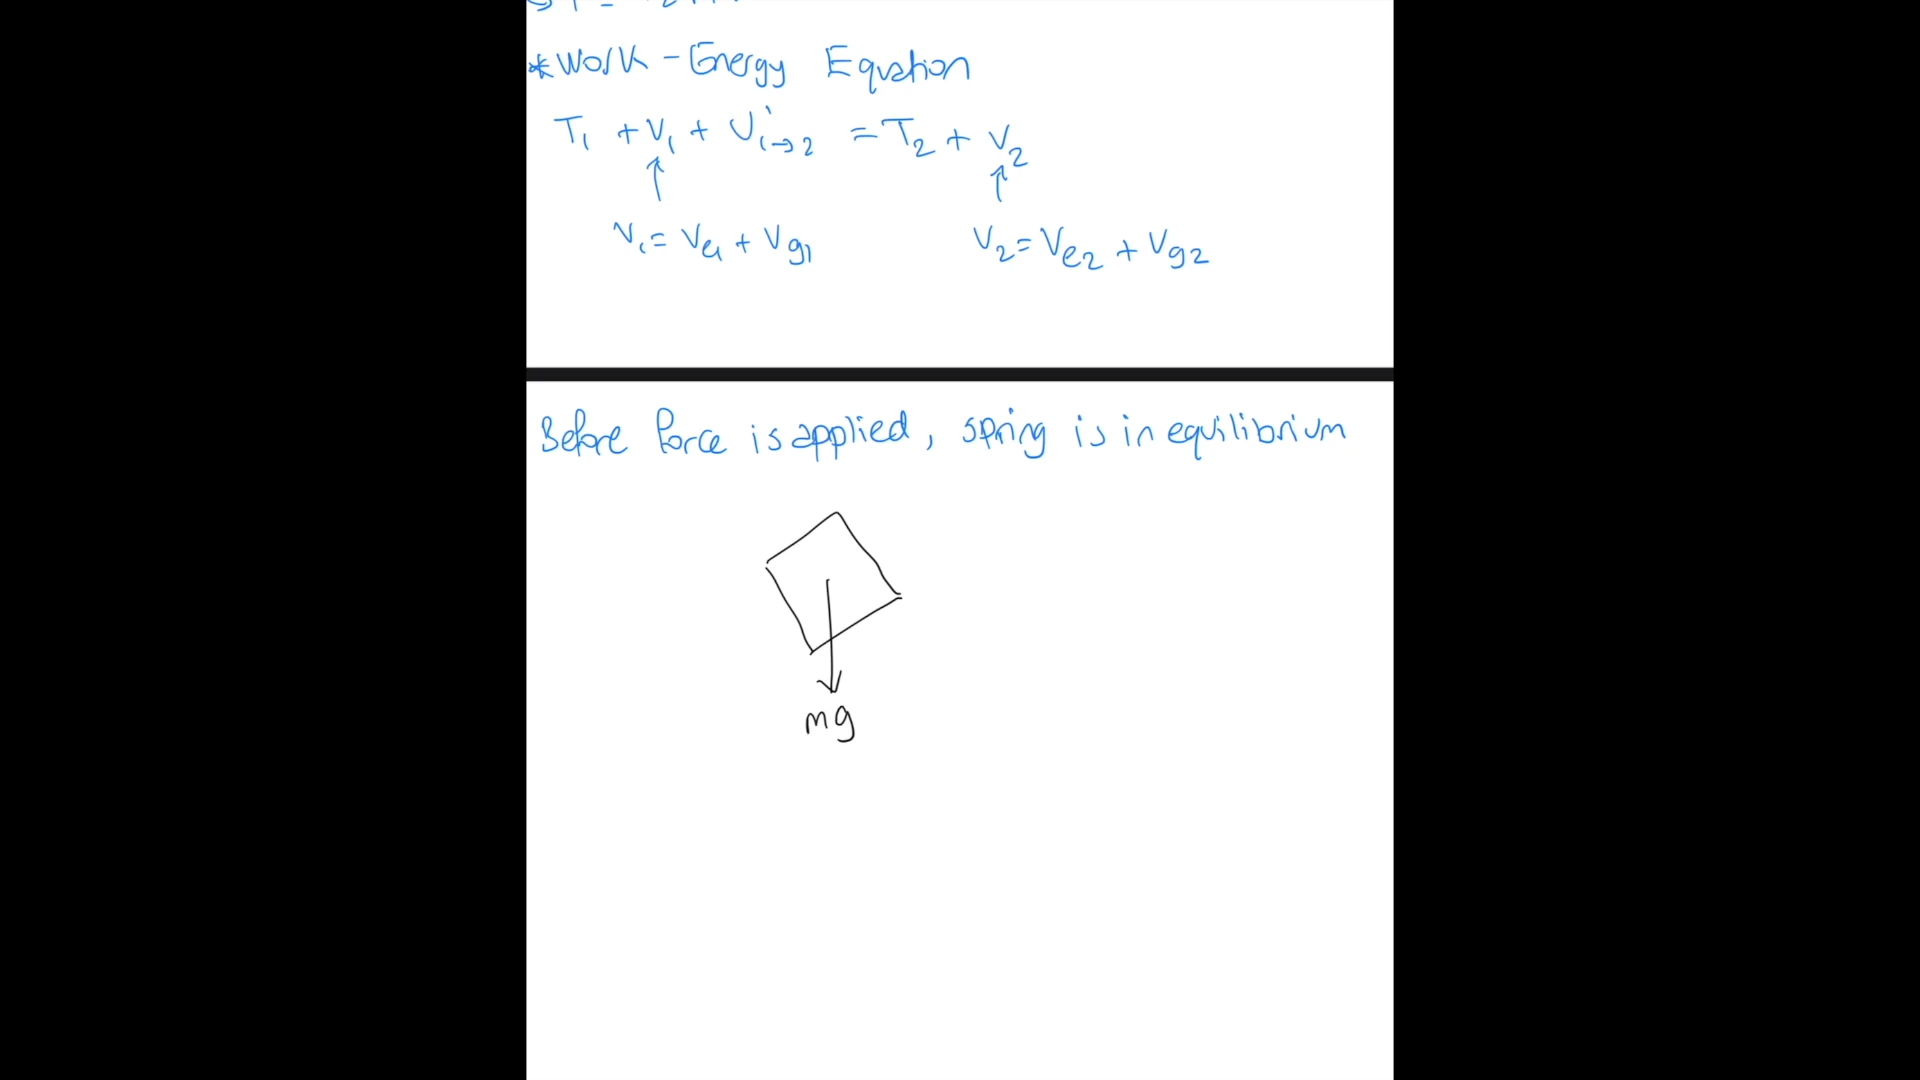 *Work - Energy Equation
T1 + V1 + U'1→2 = T2 + V2
V1 = Ve1 + Vg1 V2 = Ve2 + Vg2
Before force is applied, spring is in equilibrium
mg